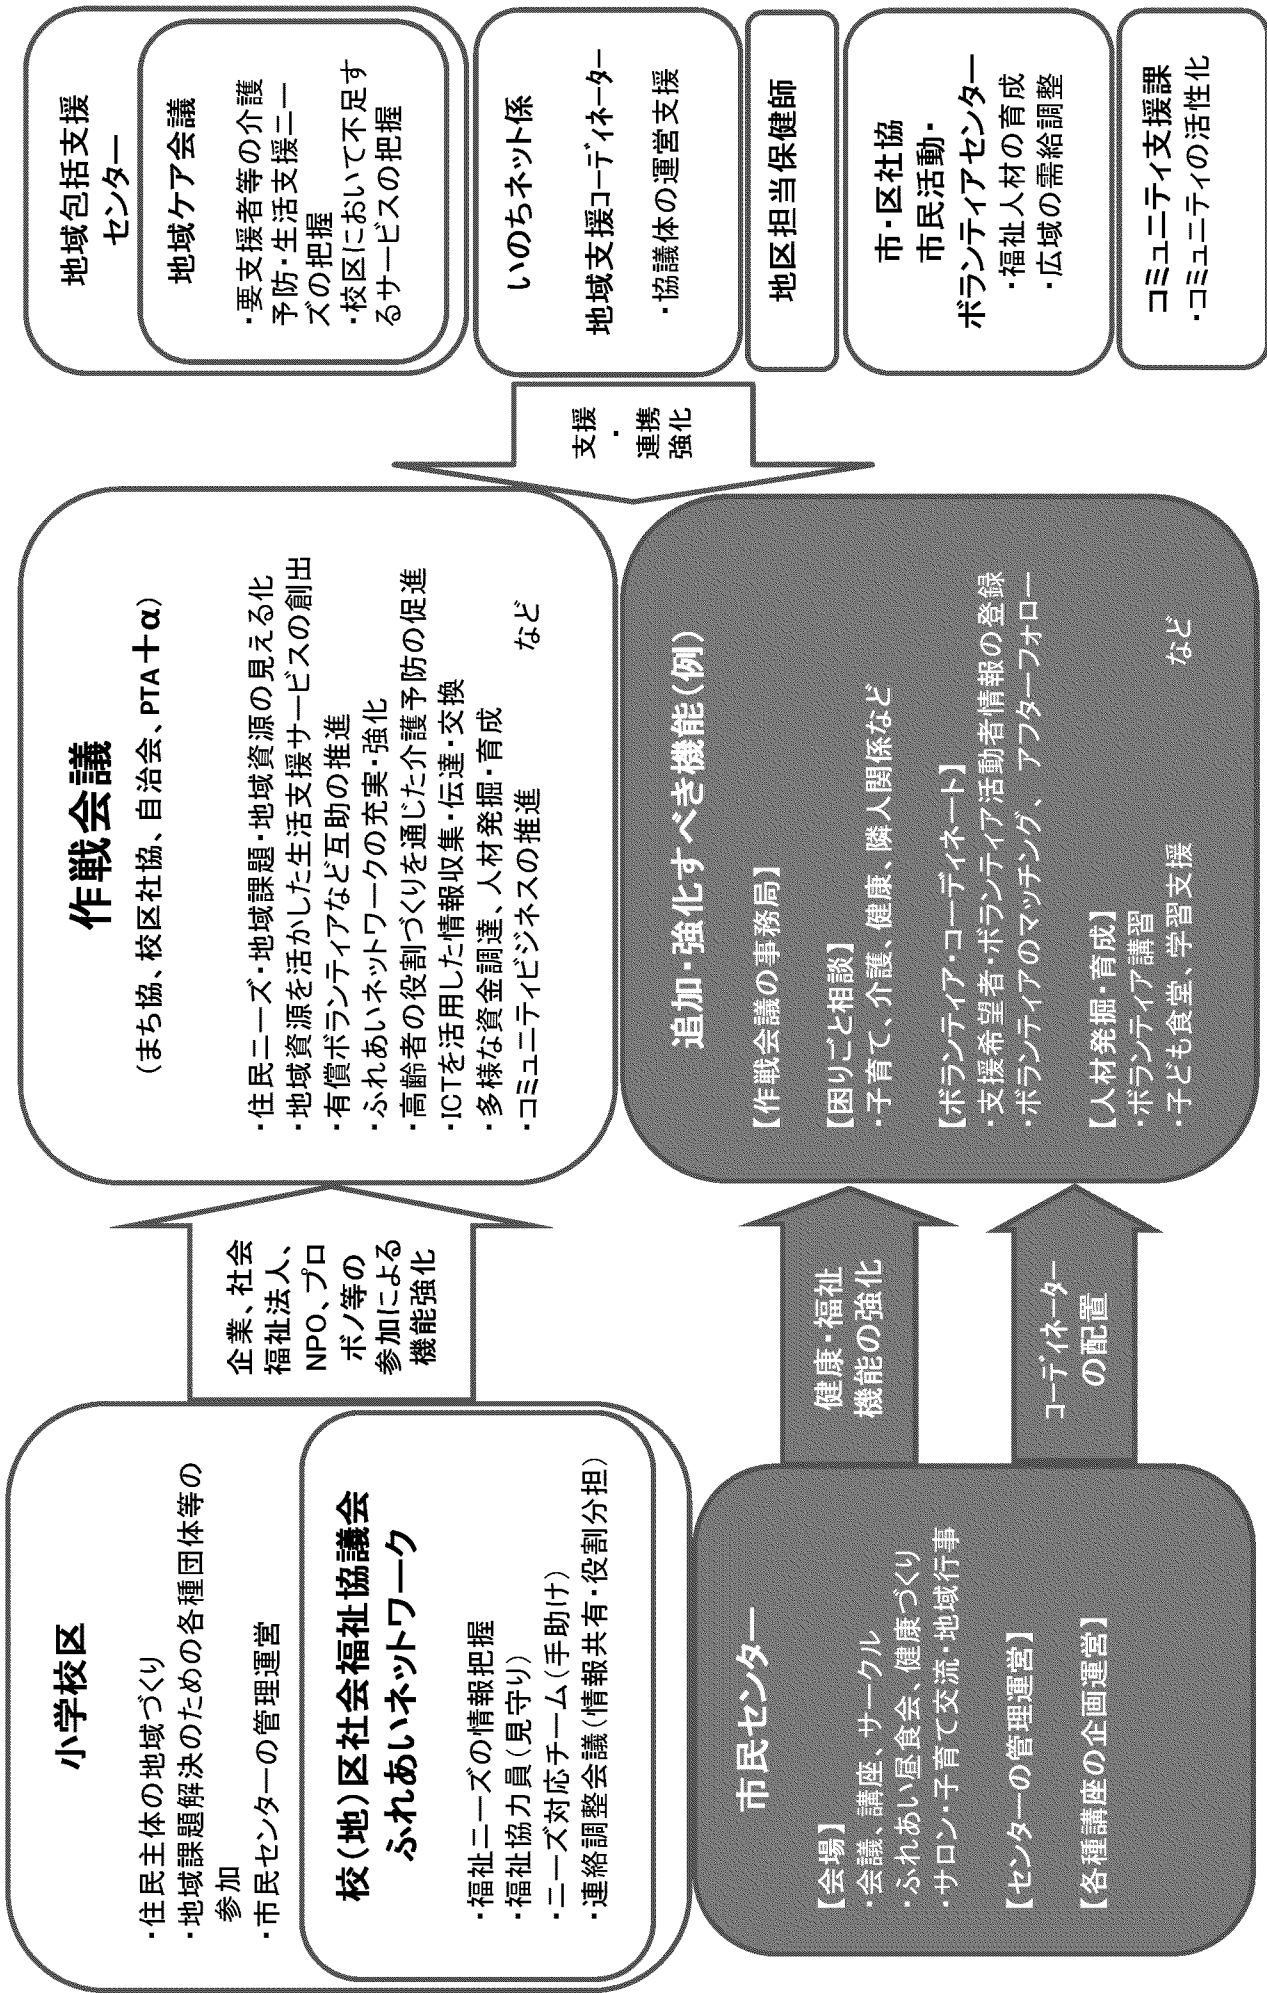 小学校区
・住民主体の地域づくり
・地域課題解決のための各種団体等の
参加
・市民センターの管理運営
校(地)区社会福祉協議会
ふれあいネットワーク
・福祉ニーズの情報把握
・福祉協力員(見守り)
・ニーズ対応チーム(手助け)
・連絡調整会議(情報共有・役割分担)
市民センター
【会場】
・会議、講座、サークル
・ふれあい昼食会、健康づくり
・サロン・子育て交流・地域行事
【センターの管理運営】
【各種講座の企画運営】
企業、社会
福祉法人、
NPO、プロ
ボノ等の
参加による
機能強化
健康・福祉
機能の強化
コーディネーター
の配置
作戦会議
(まち協、校区社協、自治会、PTA+α)
・住民ニーズ・地域課題・地域資源の見える化
・地域資源を活かした生活支援サービスの創出
・有償ボランティアなど互助の推進
・ふれあいネットワークの充実・強化
・高齢者の役割づくりを通じた介護予防の促進
・ICTを活用した情報収集・伝達・交換
・多様な資金調達、人材発掘・育成
・コミュニティビジネスの推進 など
追加・強化すべき機能(例)
【作戦会議の事務局】
【困りごと相談】
・子育て、介護、健康、隣人関係など
【ボランティア・コーディネート】
・支援希望者・ボランティア活動者情報の登録
・ボランティアのマッチング、アフターフォロー
【人材発掘・育成】
・ボランティア講習
・子ども食堂、学習支援 など
支援
・
連携
強化
地域包括支援
センター
地域ケア会議
・要支援者等の介護
予防・生活支援ニー
ズの把握
・校区において不足す
るサービスの把握
いのちネット係
地域支援コーディネーター
・協議体の運営支援
地区担当保健師
市・区社協
市民活動・
ボランティアセンター
・福祉人材の育成
・広域の需給調整
コミュニティ支援課
・コミュニティの活性化